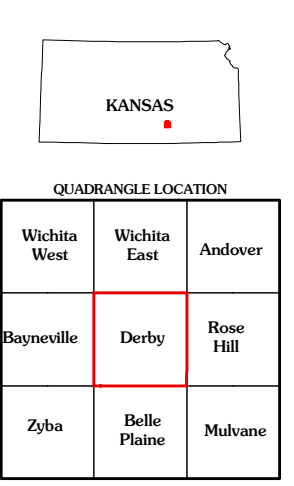 KANSAS
QUADRANGLE LOCATION
Wichita
West
Wichita
East
Andover
Bayneville
Derby
Rose
Hill
Zyba
Belle
Plaine
Mulvane